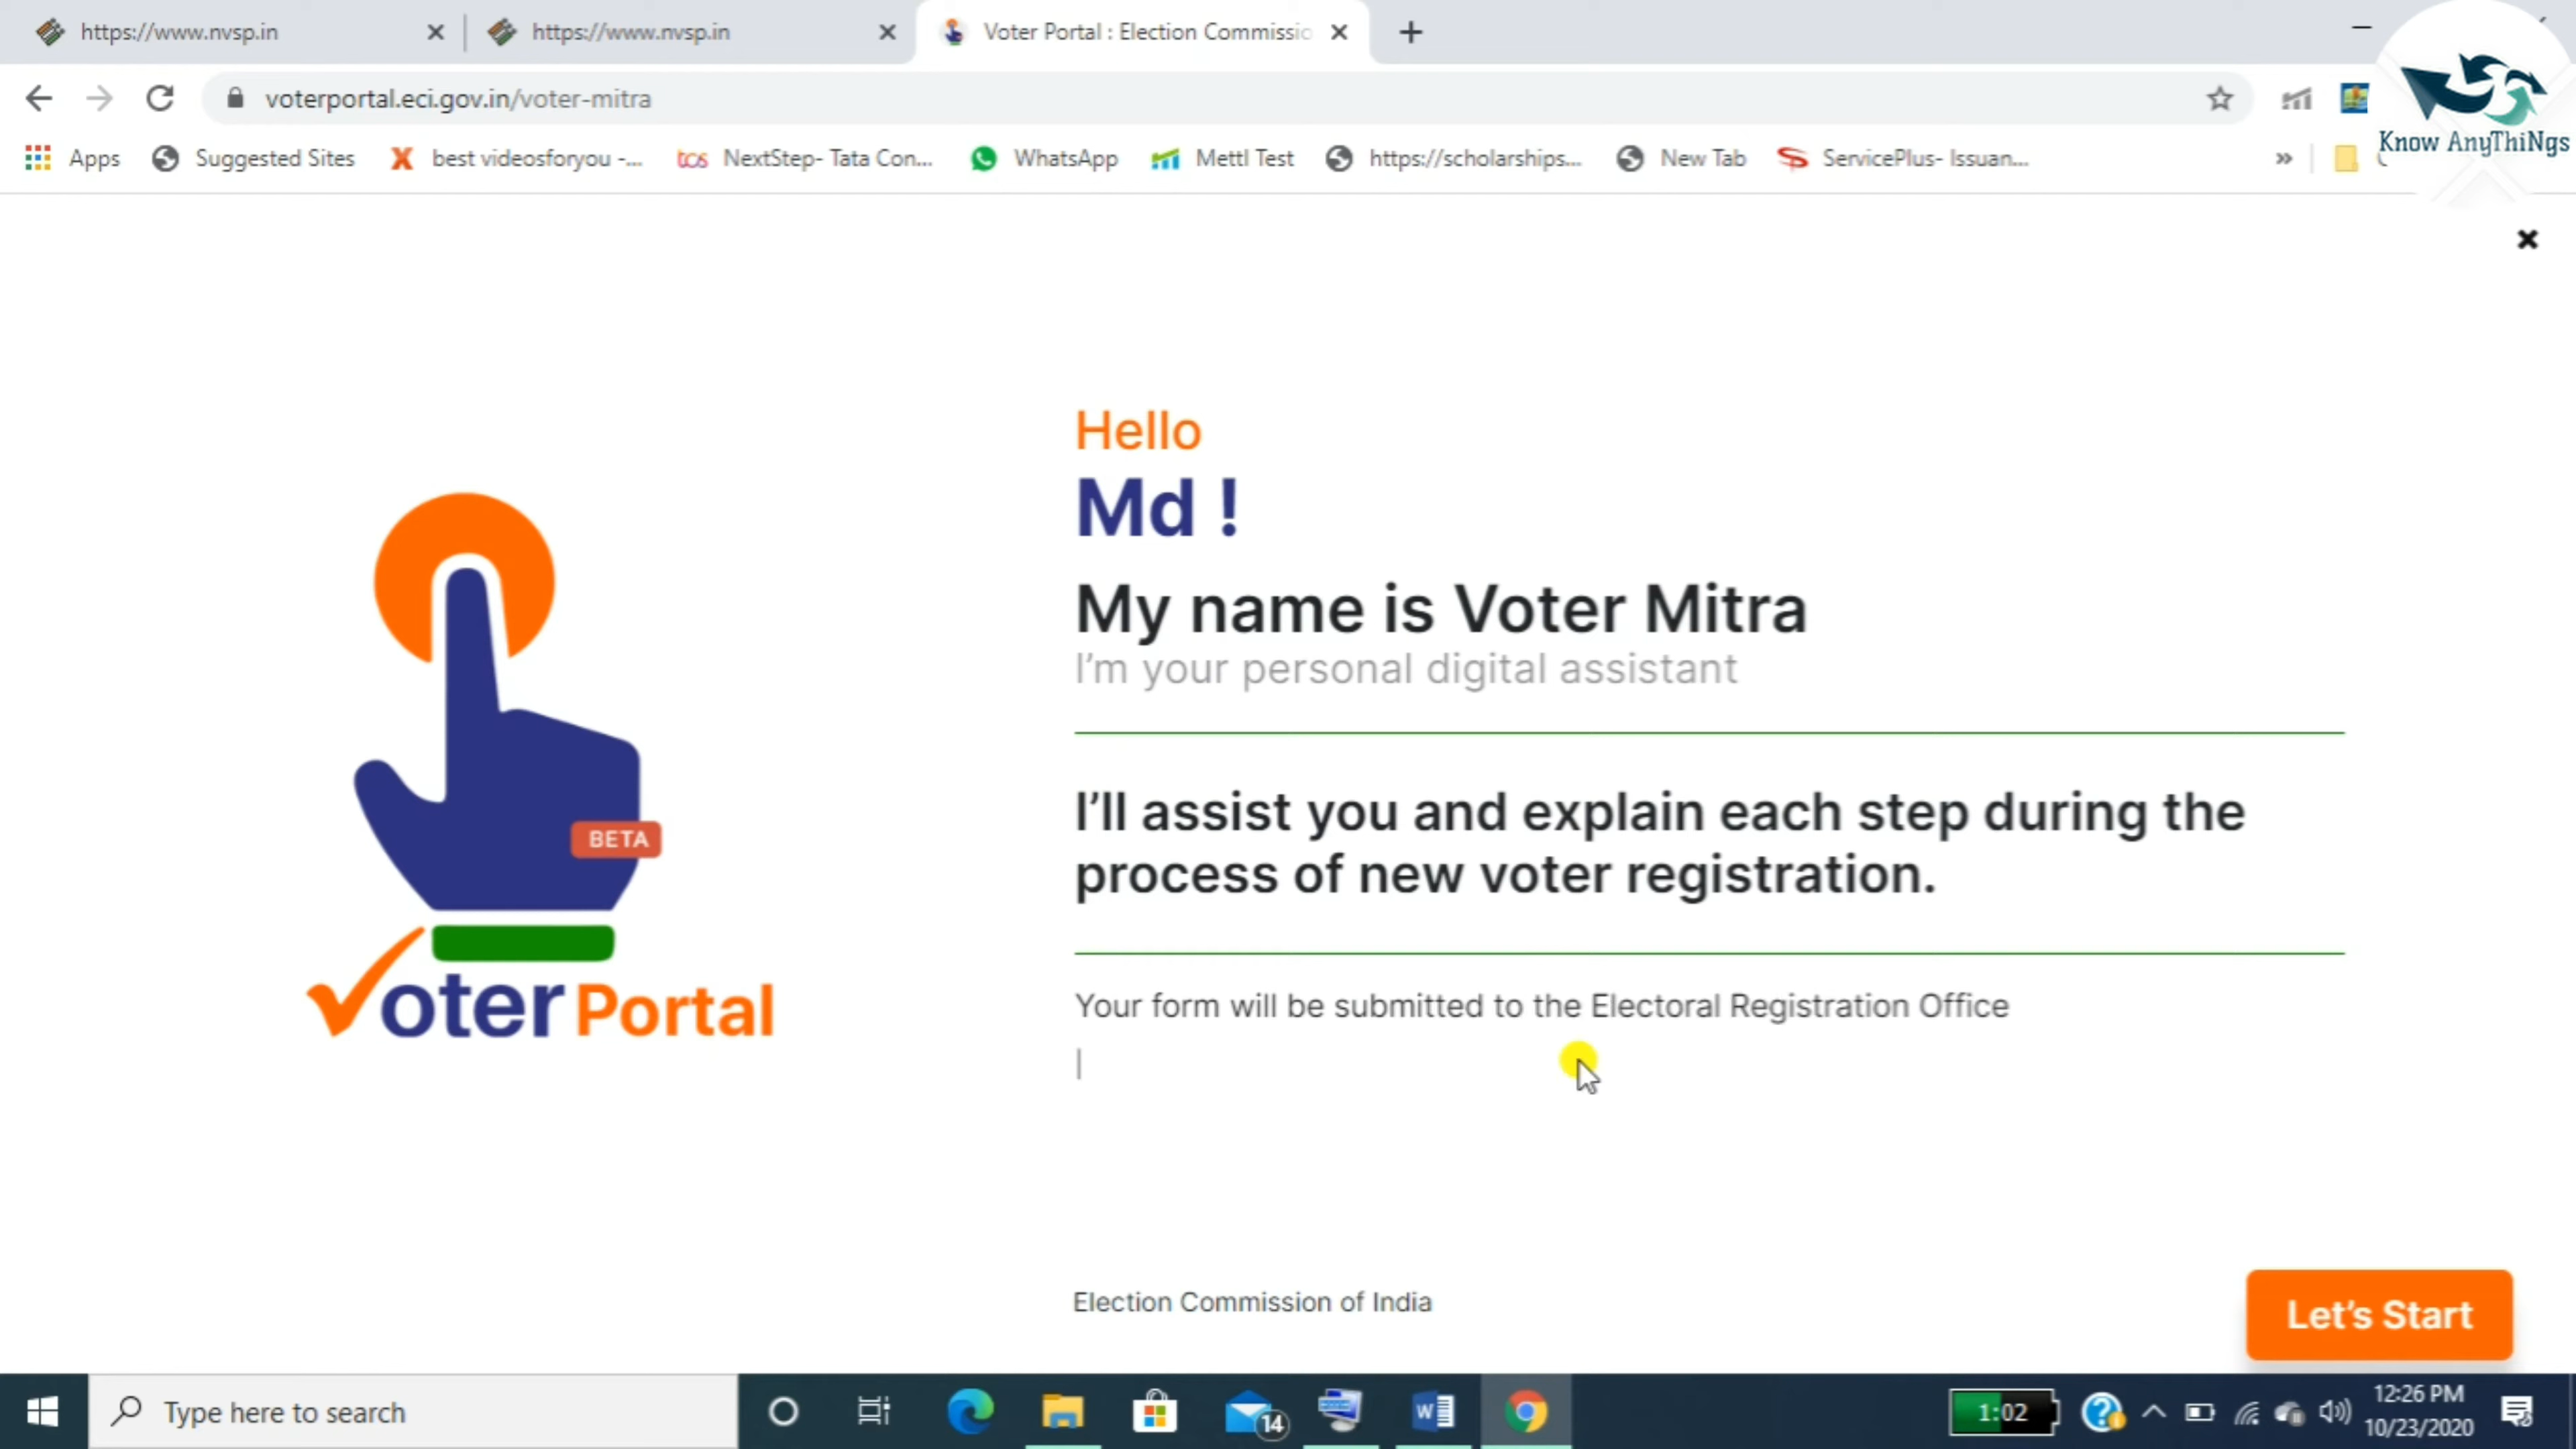 https://www.nvsp.in
https://www.nvsp.in
Voter Portal : Election Commissio
voterportal.eci.gov.in/voter-mitra
Know AnyThiNgs
Apps
Suggested Sites
best videosforyou -...
tcs
NextStep- Tata Con...
WhatsApp
Mettl Test
https://scholarships...
New Tab
ServicePlus- Issuan...
»
Hello
Md !
My name is Voter Mitra
I'm your personal digital assistant
I'll assist you and explain each step during the
process of new voter registration.
Your form will be submitted to the Electoral Registration Office
BETA
Voter Portal
Election Commission of India
Let's Start
Type here to search
14
1:02
12:26 PM
10/23/2020